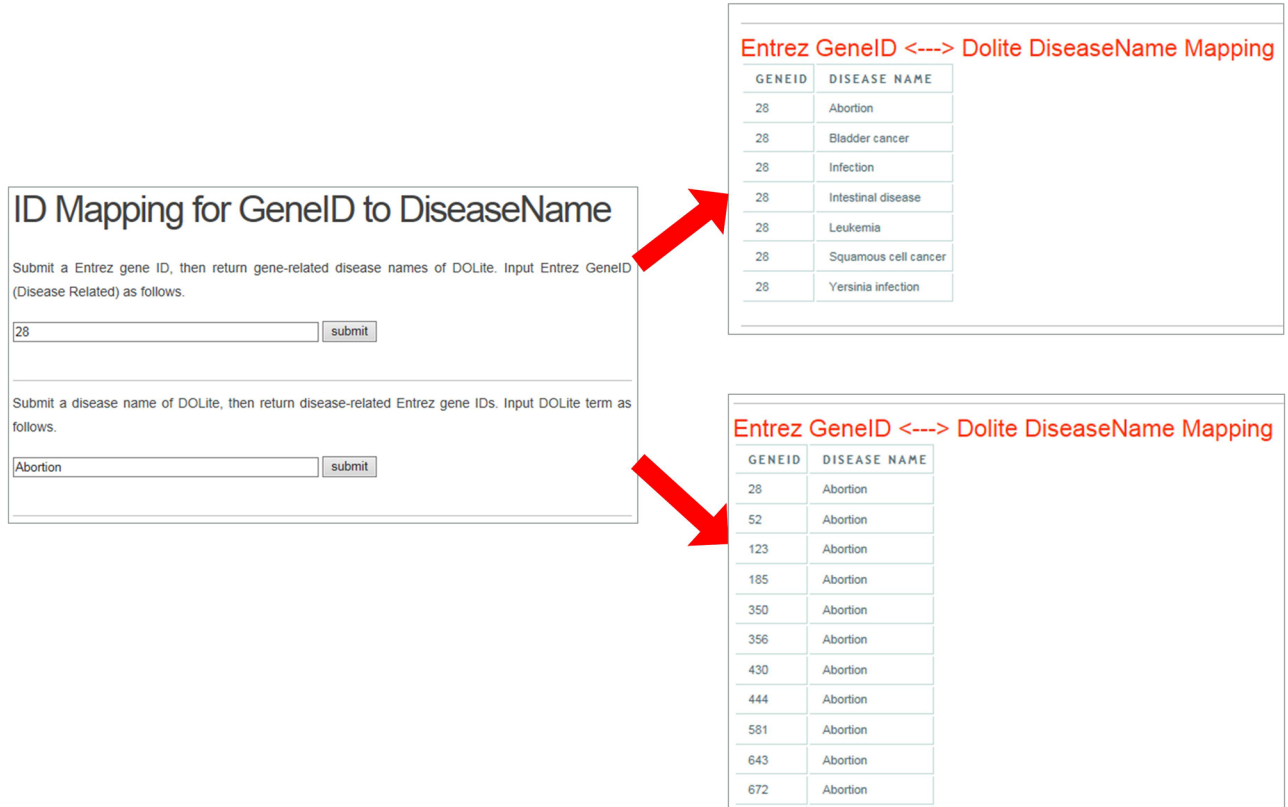 ID Mapping for GeneID to DiseaseName
Submit a Entrez gene ID, then return gene-related disease names of DOLite. Input Entrez GeneID
(Disease Related) as follows.
28 submit
Submit a disease name of DOLite, then return disease-related Entrez gene IDs. Input DOLite term as
follows.
Abortion submit
Entrez GeneID <---> Dolite DiseaseName Mapping
GENEID DISEASE NAME
28 Abortion
28 Bladder cancer
28 Infection
28 Intestinal disease
28 Leukemia
28 Squamous cell cancer
28 Yersinia infection
Entrez GeneID <---> Dolite DiseaseName Mapping
GENEID DISEASE NAME
28 Abortion
52 Abortion
123 Abortion
185 Abortion
350 Abortion
356 Abortion
430 Abortion
444 Abortion
581 Abortion
643 Abortion
672 Abortion